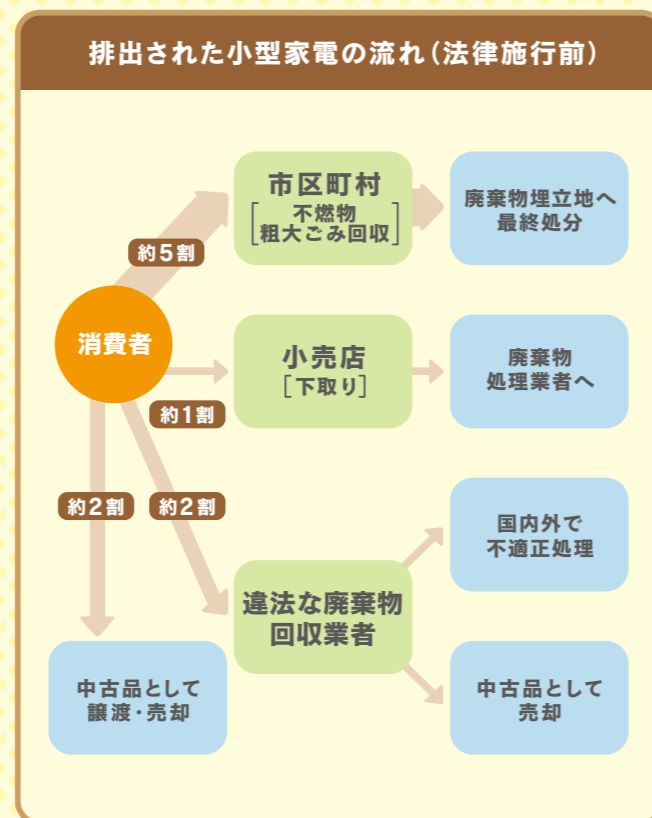 排出された小型家電の流れ(法律施行前)
市区町村
[不燃物
粗大ごみ回収]
廃棄物埋立地へ
最終処分
約5割
消費者
小売店
[下取り]
廃棄物
処理業者へ
約1割
約2割
約2割
国内外で
不適正処理
違法な廃棄物
回収業者
中古品として
譲渡・売却
中古品として
売却